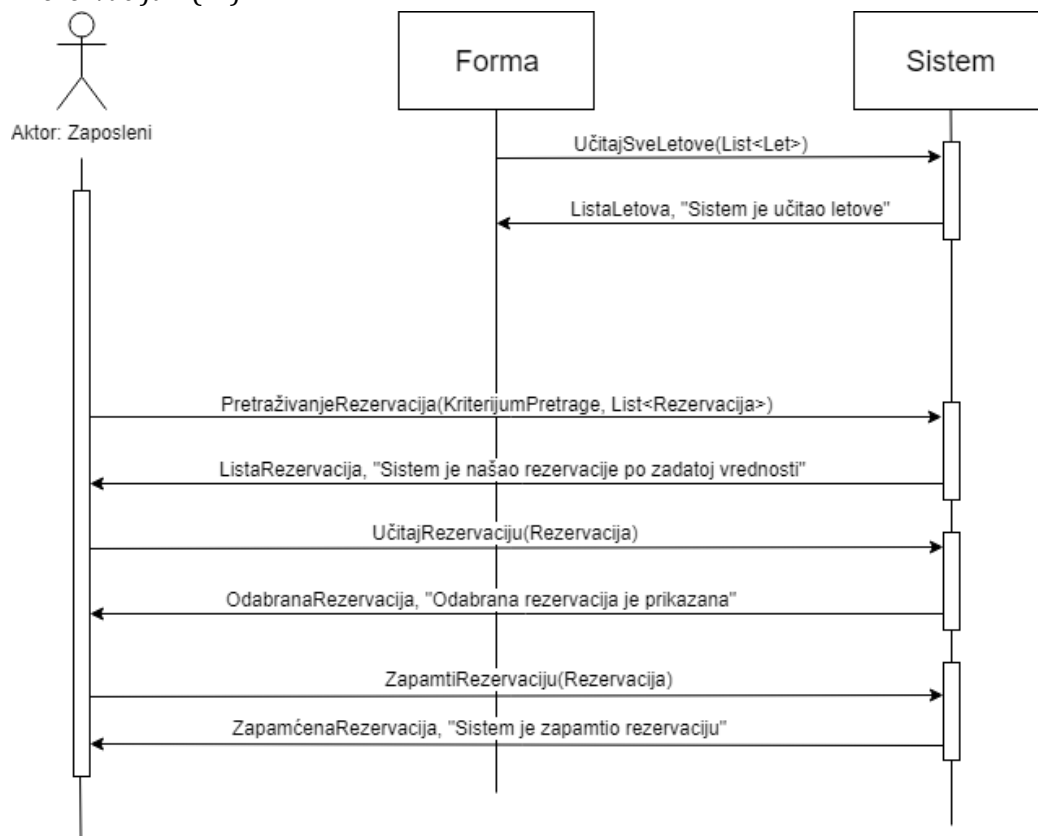 Forma
Sistem
Aktor: Zaposleni
UčitajSveLetove(List<Let>)
ListaLetova, "Sistem je učitao letove"
PretraživanjeRezervacija(KriterijumPretrage, List<Rezervacija>)
ListaRezervacija, "Sistem je našao rezervacije po zadatoj vrednosti"
UčitajRezervaciju(Rezervacija)
OdabranaRezervacija, "Odabrana rezervacija je prikazana"
ZapamtiRezervaciju(Rezervacija)
ZapamćenaRezervacija, "Sistem je zapamtio rezervaciju"